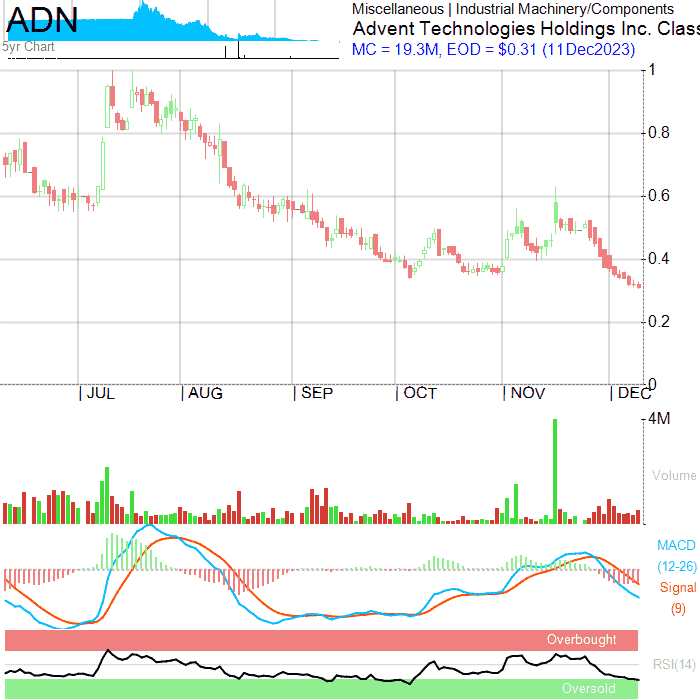 ADN
5yr Chart
Miscellaneous | Industrial Machinery/Components
Advent Technologies Holdings Inc. Class
MC = 19.3M, EOD = $0.31 (11Dec2023)
1
0.8
0.6
0.4
0.2
0
| JUL | AUG | SEP | OCT | NOV | DEC
4M
Volume
MACD
(12-26)
Signal
(9)
Overbought
RSI(14)
Oversold